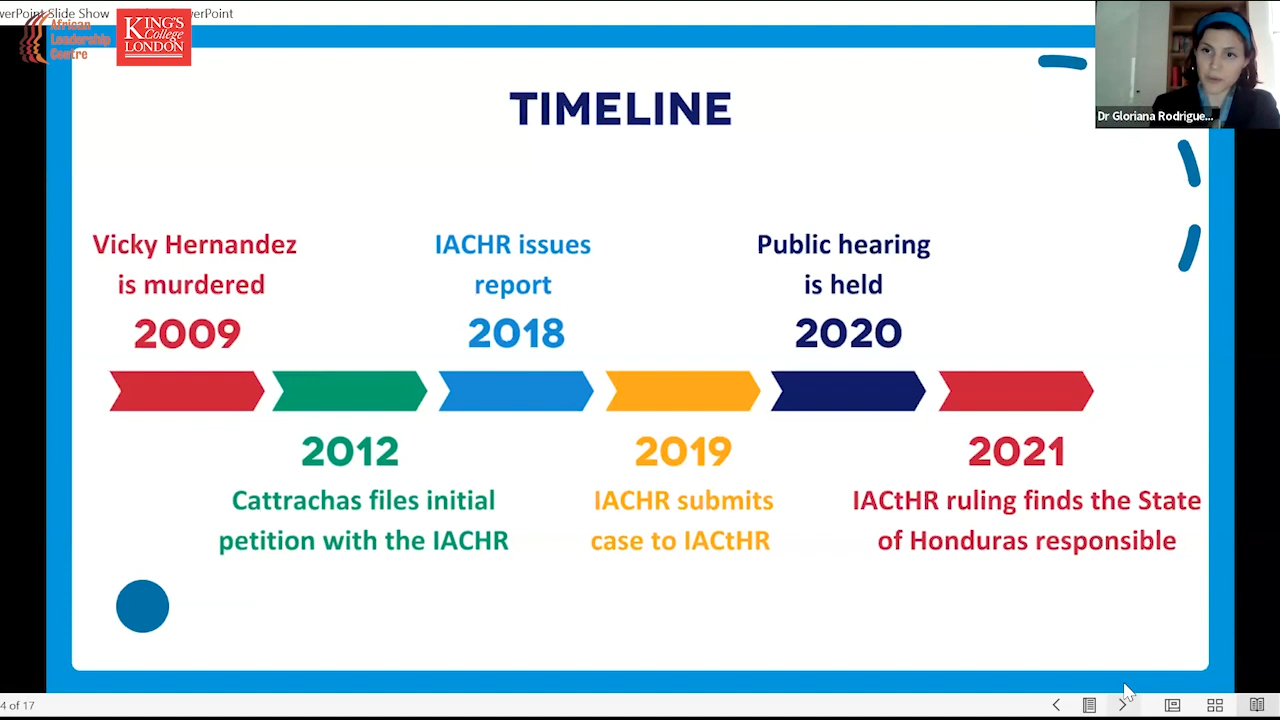 werPoint Slide Show
PowerPoint
African
Leadership
Centre
KING'S
College
LONDON
Dr Gloriana Rodrigue...
TIMELINE
Vicky Hernandez
is murdered
2009
IACHR issues
report
2018
Public hearing
is held
2020
2012
Cattrachas files initial
petition with the IACHR
2019
IACHR submits
case to IACtHR
2021
IACtHR ruling finds the State
of Honduras responsible
4 of 17